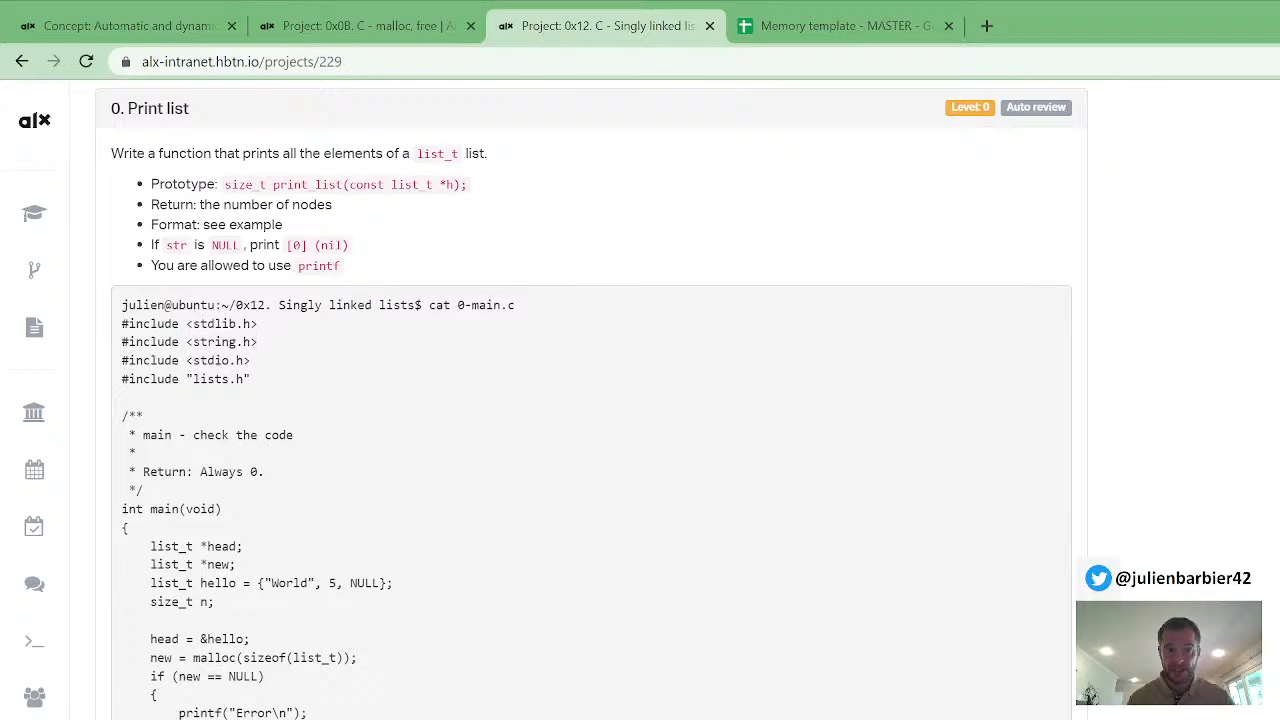 Concept: Automatic and dynami
Project: 0x0B. C - malloc, free | A
Project: 0x12. C - Singly linked lis
Memory template - MASTER - G
alx-intranet.hbtn.io/projects/229
alx
0. Print list
Level: 0
Auto review
Write a function that prints all the elements of a list_t list.
• Prototype: size_t print_list(const list_t *h);
• Return: the number of nodes
• Format: see example
• If str is NULL, print [0] (nil)
• You are allowed to use printf
julien@ubuntu:~/0x12. Singly linked lists$ cat 0-main.c
#include <stdlib.h>
#include <string.h>
#include <stdio.h>
#include "lists.h"
/**
* main - check the code
*
* Return: Always 0.
*/
int main(void)
{
list_t *head;
list_t *new;
list_t hello = {"World", 5, NULL};
size_t n;
head = &hello;
new = malloc(sizeof(list_t));
if (new == NULL)
{
printf("Error\n");
@julienbarbier42